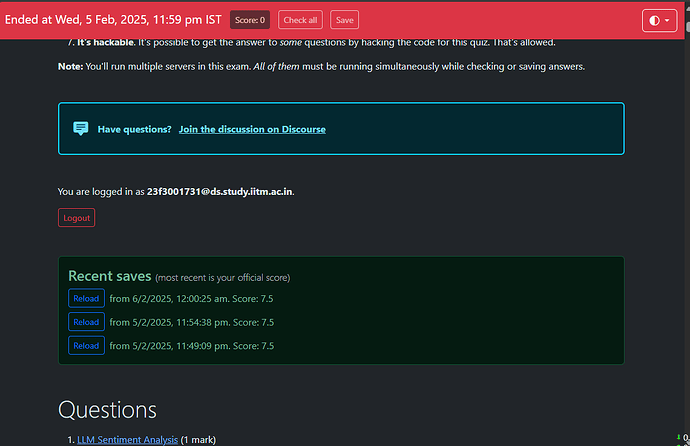 Ended at Wed, 5 Feb, 2025, 11:59 pm IST Score: 0 Check all Save
7. It's hackable. It's possible to get the answer to some questions by hacking the code for this quiz. That's allowed.
Note: You'll run multiple servers in this exam. All of them must be running simultaneously while checking or saving answers.
Have questions? Join the discussion on Discourse
You are logged in as 23f3001731@ds.study.iitm.ac.in.
Logout
Recent saves (most recent is your official score)
Reload from 6/2/2025, 12:00:25 am. Score: 7.5
Reload from 5/2/2025, 11:54:38 pm. Score: 7.5
Reload from 5/2/2025, 11:49:09 pm. Score: 7.5
Questions
1. LLM Sentiment Analysis (1 mark)